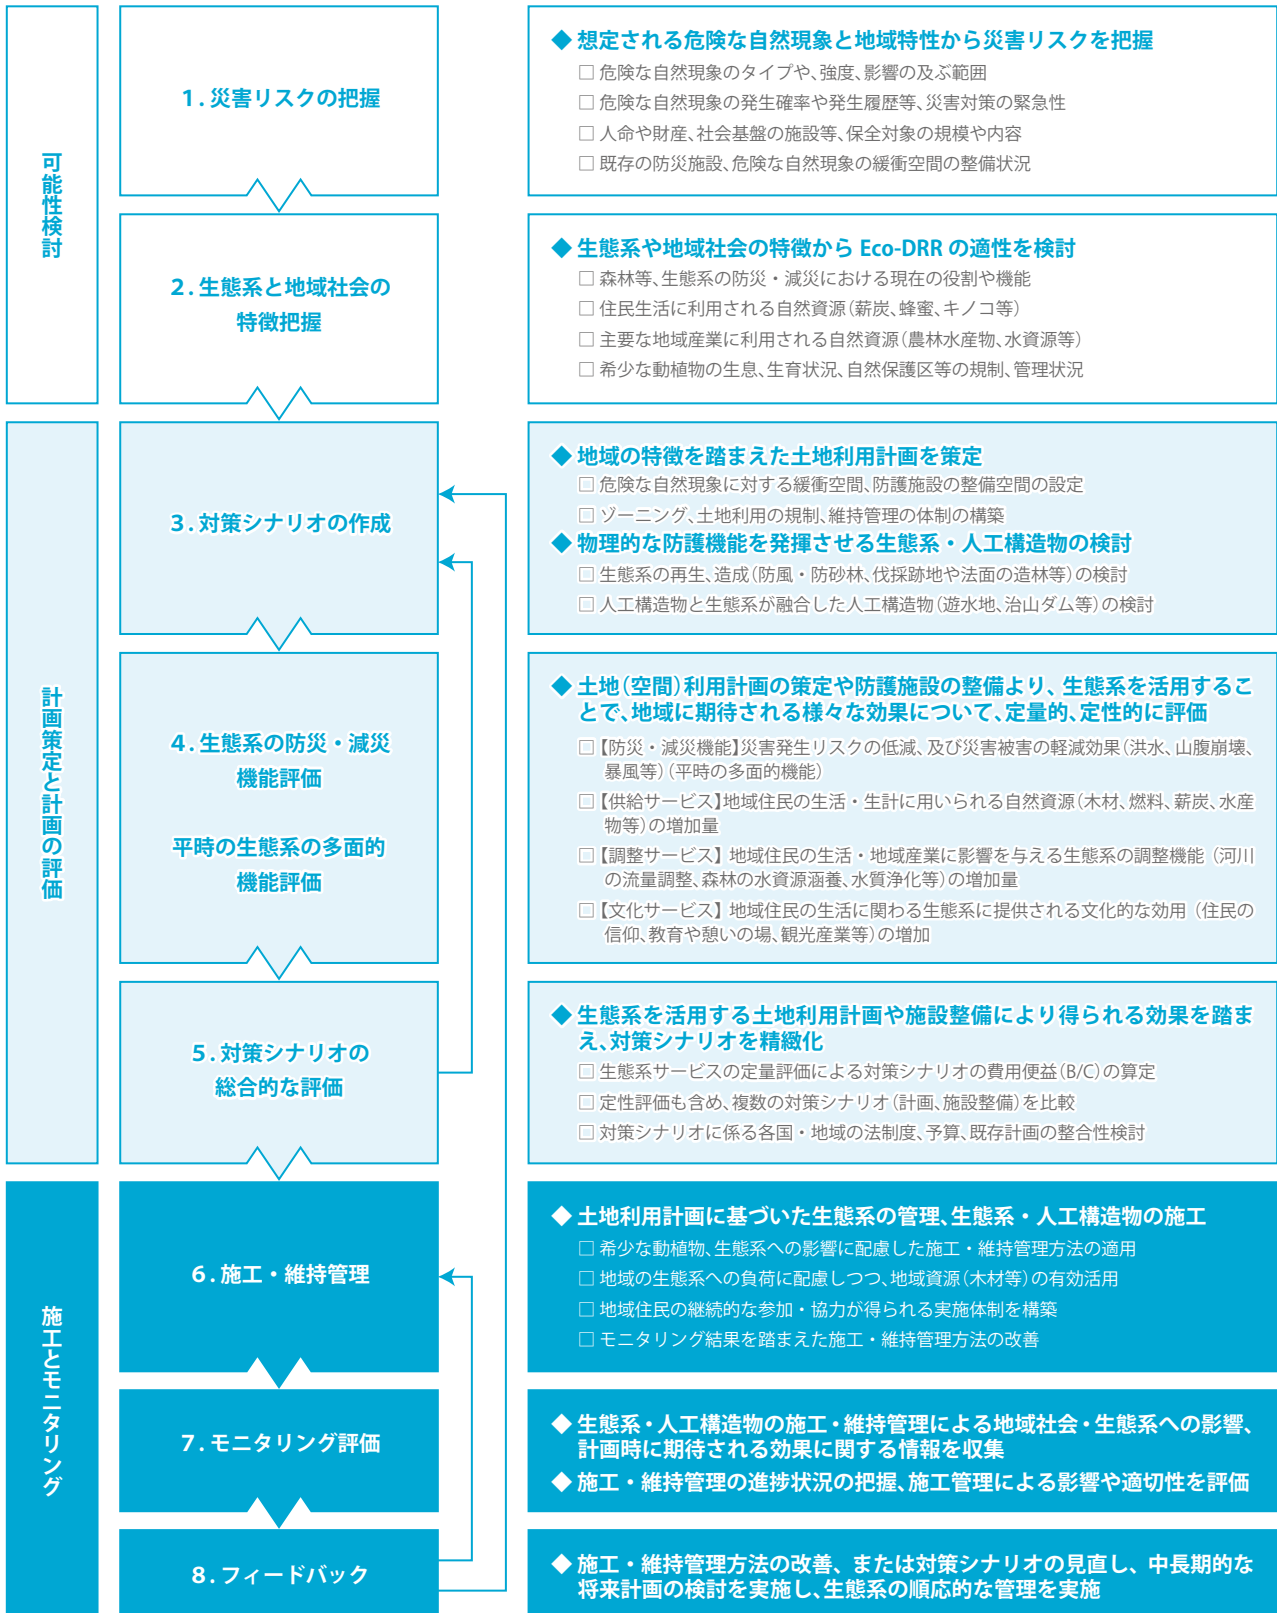 可能性検討
1. 災害リスクの把握
◆ 想定される危険な自然現象と地域特性から災害リスクを把握
□ 危険な自然現象のタイプや、強度、影響の及ぶ範囲
□ 危険な自然現象の発生確率や発生履歴等、災害対策の緊急性
□ 人命や財産、社会基盤の施設等、保全対象の規模や内容
□ 既存の防災施設、危険な自然現象の緩衝空間の整備状況
2. 生態系と地域社会の
特徴把握
◆ 生態系や地域社会の特徴から Eco-DRR の適性を検討
□ 森林等、生態系の防災・減災における現在の役割や機能
□ 住民生活に利用される自然資源（薪炭、蜂蜜、キノコ等）
□ 主要な地域産業に利用される自然資源（農林水産物、水資源等）
□ 希少な動植物の生息、生育状況、自然保護区等の規制、管理状況
計画策定と計画の評価
3. 対策シナリオの作成
◆ 地域の特徴を踏まえた土地利用計画を策定
□ 危険な自然現象に対する緩衝空間、防護施設の整備空間の設定
□ ゾーニング、土地利用の規制、維持管理の体制の構築
◆ 物理的な防護機能を発揮させる生態系・人工構造物の検討
□ 生態系の再生、造成（防風・防砂林、伐採跡地や法面の造林等）の検討
□ 人工構造物と生態系が融合した人工構造物（遊水地、治山ダム等）の検討
4. 生態系の防災・減災
機能評価
平時の生態系の多面的
機能評価
◆ 土地（空間）利用計画の策定や防護施設の整備より、生態系を活用するこ
とで、地域に期待される様々な効果について、定量的、定性的に評価
□【防災・減災機能】災害発生リスクの低減、及び災害被害の軽減効果（洪水、山腹崩壊、
暴風等）（平時の多面的機能）
□【供給サービス】地域住民の生活・生計に用いられる自然資源（木材、燃料、薪炭、水産
物等）の増加量
□【調整サービス】 地域住民の生活・地域産業に影響を与える生態系の調整機能 （河川
の流量調整、森林の水資源涵養、水質浄化等）の増加量
□【文化サービス】 地域住民の生活に関わる生態系に提供される文化的な効用 （住民の
信仰、教育や憩いの場、観光産業等）の増加
5. 対策シナリオの
総合的な評価
◆ 生態系を活用する土地利用計画や施設整備により得られる効果を踏ま
え、対策シナリオを精緻化
□ 生態系サービスの定量評価による対策シナリオの費用便益（B/C）の算定
□ 定性評価も含め、複数の対策シナリオ（計画、施設整備）を比較
□ 対策シナリオに係る各国・地域の法制度、予算、既存計画の整合性検討
施工とモニタリング
6. 施工・維持管理
◆ 土地利用計画に基づいた生態系の管理、生態系・人工構造物の施工
□ 希少な動植物、生態系への影響に配慮した施工・維持管理方法の適用
□ 地域の生態系への負荷に配慮しつつ、地域資源（木材等）の有効活用
□ 地域住民の継続的な参加・協力が得られる実施体制を構築
□ モニタリング結果を踏まえた施工・維持管理方法の改善
7. モニタリング評価
◆ 生態系・人工構造物の施工・維持管理による地域社会・生態系への影響、
計画時に期待される効果に関する情報を収集
◆ 施工・維持管理の進捗状況の把握、施工管理による影響や適切性を評価
8. フィードバック
◆ 施工・維持管理方法の改善、または対策シナリオの見直し、中長期的な
将来計画の検討を実施し、生態系の順応的な管理を実施